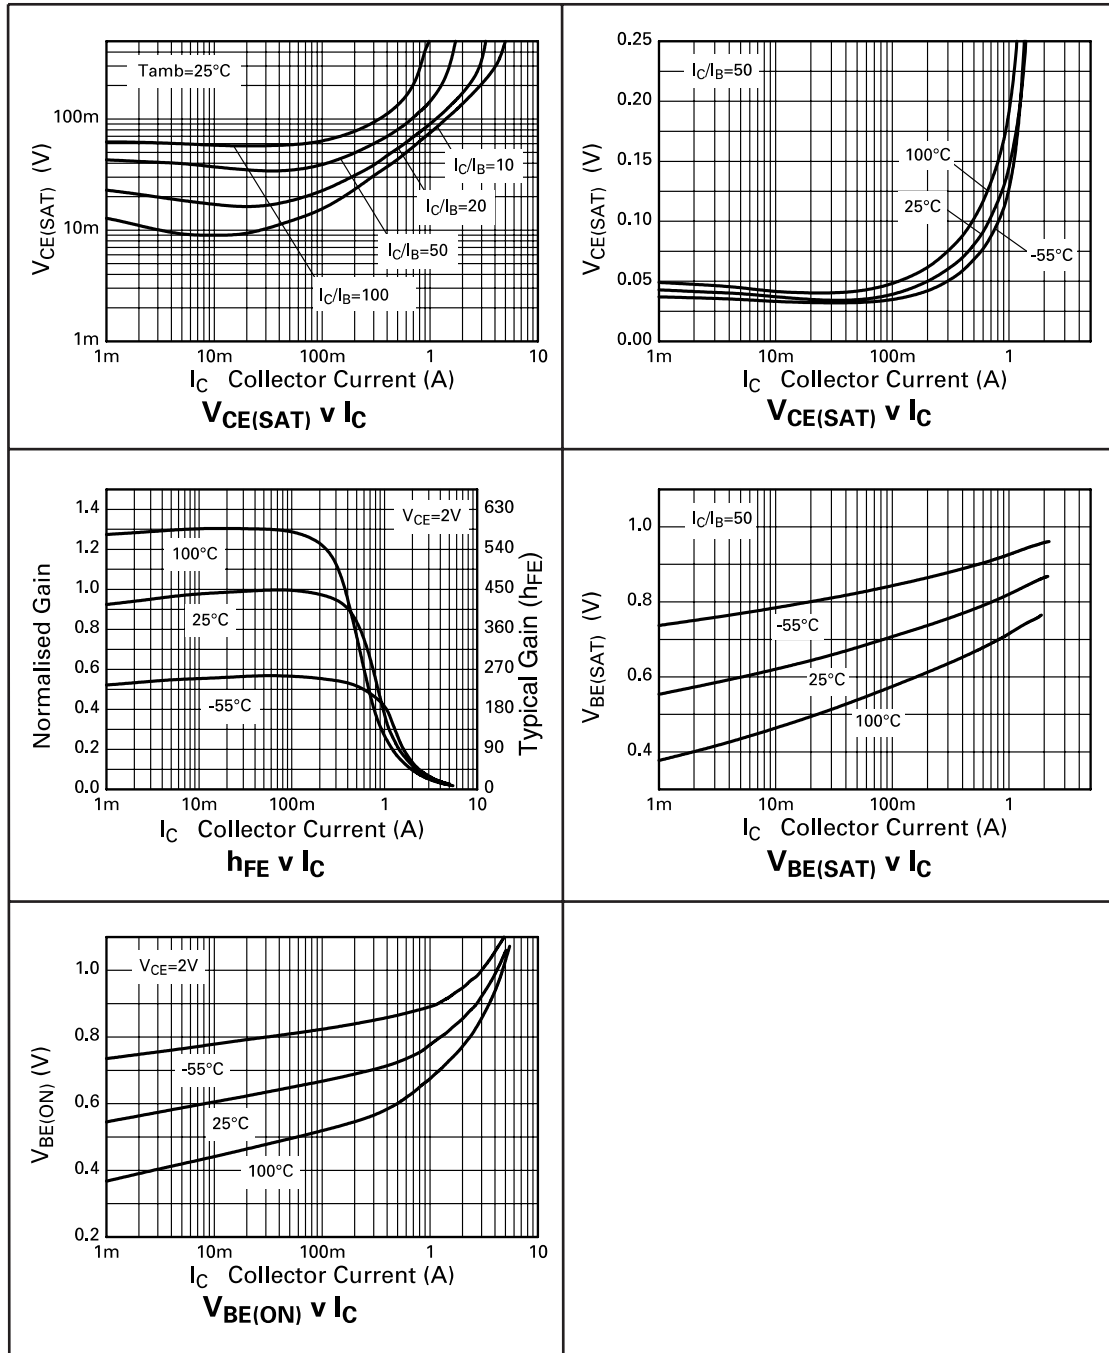 Tamb=25°C
100m
10m
1m
VCE(SAT) (V)
IC/IB=10
IC/IB=20
IC/IB=50
IC/IB=100
1m 10m 100m 1 10
IC Collector Current (A)
VCE(SAT) v IC
IC/IB=50
0.25
0.20
0.15
0.10
0.05
0.00
VCE(SAT) (V)
100°C
25°C
-55°C
1m 10m 100m 1
IC Collector Current (A)
VCE(SAT) v IC
VCE=2V
1.4
1.2
1.0
0.8
0.6
0.4
0.2
0.0
Normalised Gain
100°C
25°C
-55°C
630
540
450
360
270
180
90
0
Typical Gain (hFE)
1m 10m 100m 1 10
IC Collector Current (A)
hFE v IC
IC/IB=50
1.0
0.8
0.6
0.4
VBE(SAT) (V)
-55°C
25°C
100°C
1m 10m 100m 1
IC Collector Current (A)
VBE(SAT) v IC
VCE=2V
1.0
0.8
0.6
0.4
0.2
VBE(ON) (V)
-55°C
25°C
100°C
1m 10m 100m 1 10
IC Collector Current (A)
VBE(ON) v IC